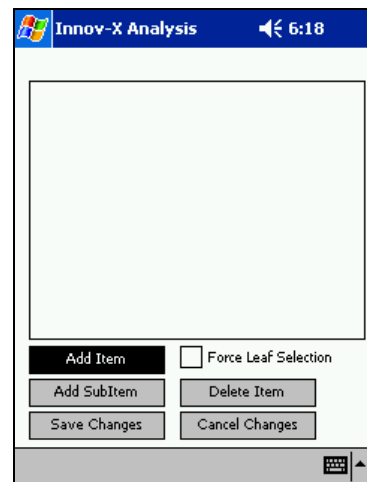 Innov-X Analysis 6:18
Add Item Force Leaf Selection
Add SubItem Delete Item
Save Changes Cancel Changes